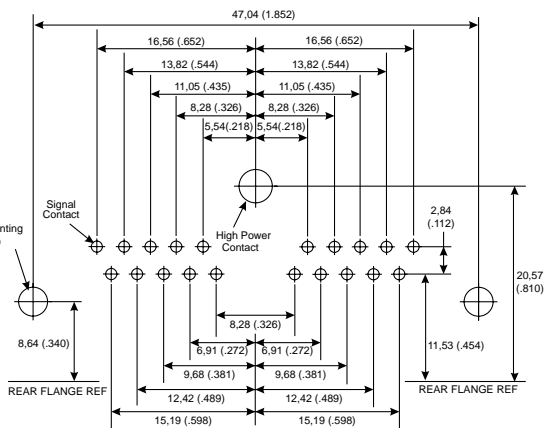 47,04 (1.852)
16,56 (.652) 16,56 (.652)
13,82 (.544) 13,82 (.544)
11,05 (.435) 11,05 (.435)
8,28 (.326) 8,28 (.326)
5,54(.218) 5,54(.218)
Signal
Contact
High Power
Contact
2,84
(.112)
20,57
(.810)
8,28 (.326)
6,91 (.272) 6,91 (.272)
8,64 (.340)
11,53 (.454)
9,68 (.381) 9,68 (.381)
REAR FLANGE REF REAR FLANGE REF
12,42 (.489) 12,42 (.489)
15,19 (.598) 15,19 (.598)